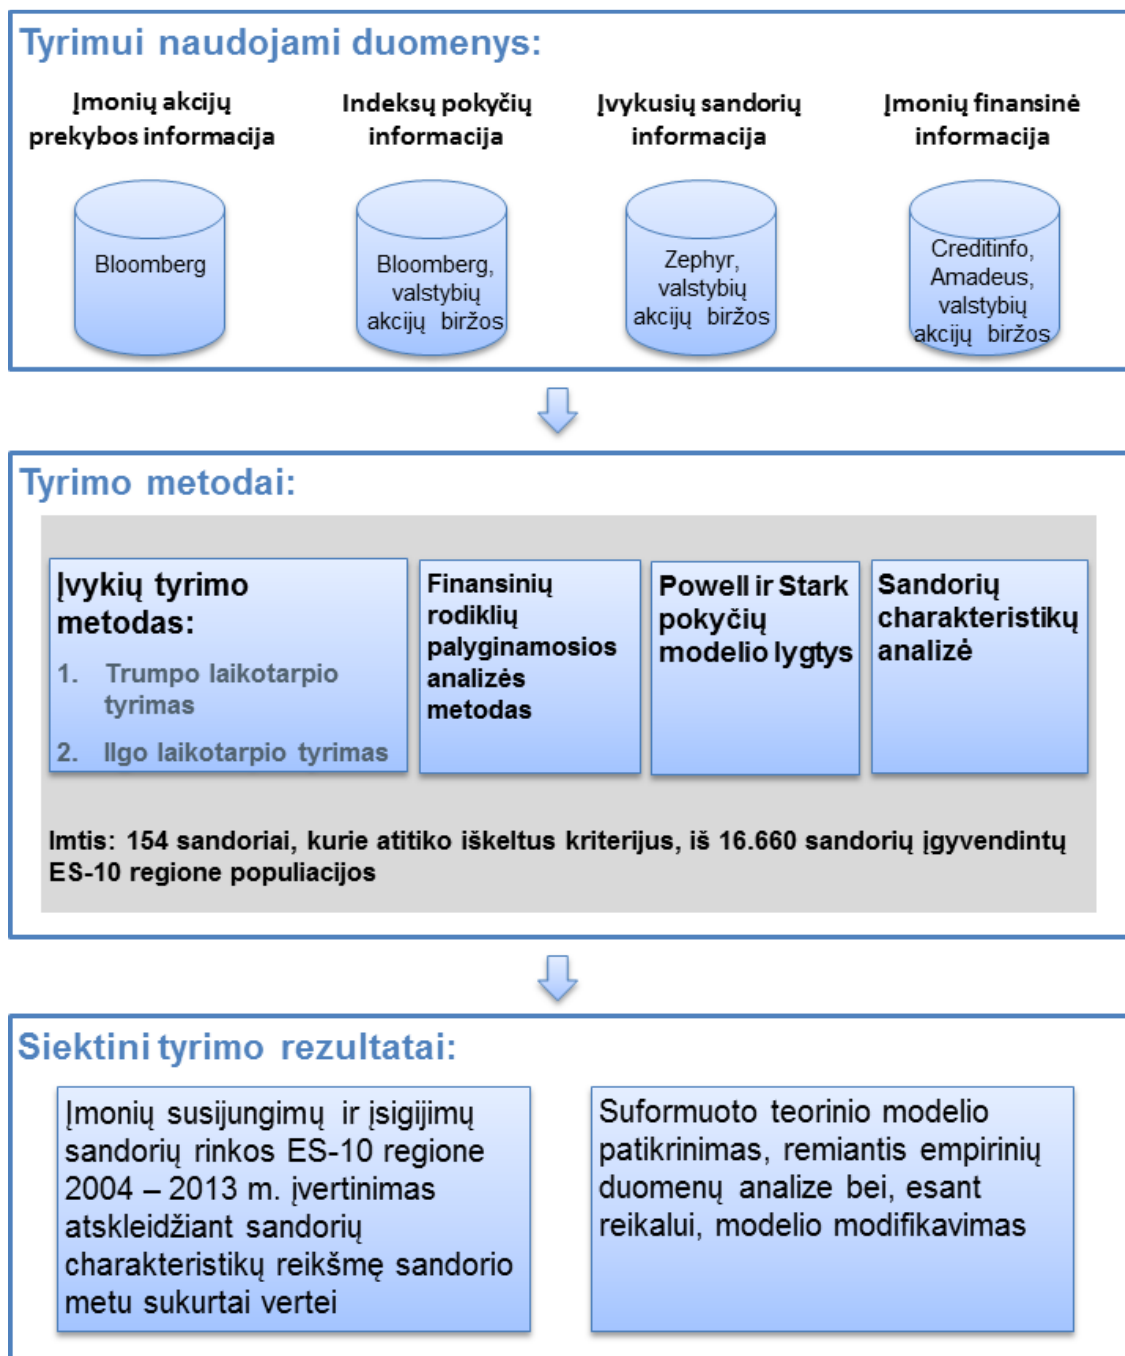 Tyrimui naudojami duomenys:
Įmonių akcijų
prekybos informacija
Indeksų pokyčių
informacija
Įvykusių sandorių
informacija
Įmonių finansinė
informacija
Bloomberg
Bloomberg,
valstybių
akcijų biržos
Zephyr,
valstybių
akcijų biržos
Creditinfo,
Amadeus,
valstybių
akcijų biržos
Tyrimo metodai:
Įvykių tyrimo
metodas:
1. Trumpo laikotarpio
tyrimas
2. Ilgo laikotarpio tyrimas
Finansinių
rodiklių
palyginamosios
analizės
metodas
Powell ir Stark
pokyčių
modelio lygtys
Sandorių
charakteristikų
analizė
Imtis: 154 sandoriai, kurie atitiko iškeltus kriterijus, iš 16.660 sandorių įgyvendintų
ES-10 regione populiacijos
Siektini tyrimo rezultatai:
Įmonių susijungimų ir įsigijimų
sandorių rinkos ES-10 regione
2004 – 2013 m. įvertinimas
atskleidžiant sandorių
charakteristikų reikšmę sandorio
metu sukurtai vertei
Suformuoto teorinio modelio
patikrinimas, remiantis empirinių
duomenų analize bei, esant
reikalui, modelio modifikavimas